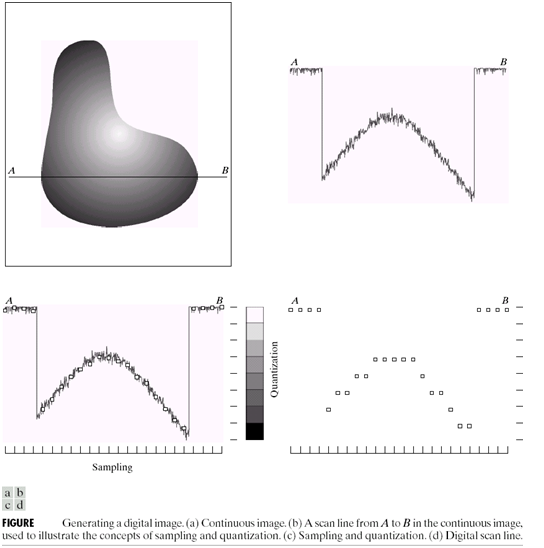 A B
A B
A B
Quantization
Sampling
A B
a b
c d
FIGURE Generating a digital image. (a) Continuous image. (b) A scan line from A to B in the continuous image,
used to illustrate the concepts of sampling and quantization. (c) Sampling and quantization. (d) Digital scan line.